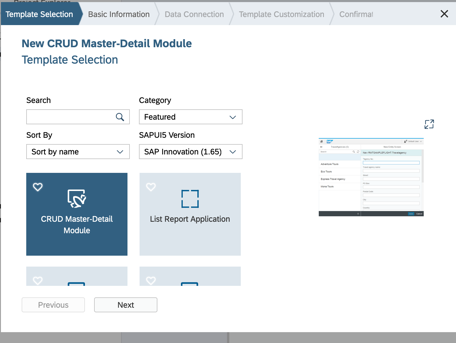 Template Selection
Basic Information
Data Connection
Template Customization
Confirmat
New CRUD Master-Detail Module
Template Selection
Search
Category
Featured
Sort By
SAPUI5 Version
Sort by name
SAP Innovation (1.65)
CRUD Master-Detail
Module
List Report Application
Previous
Next